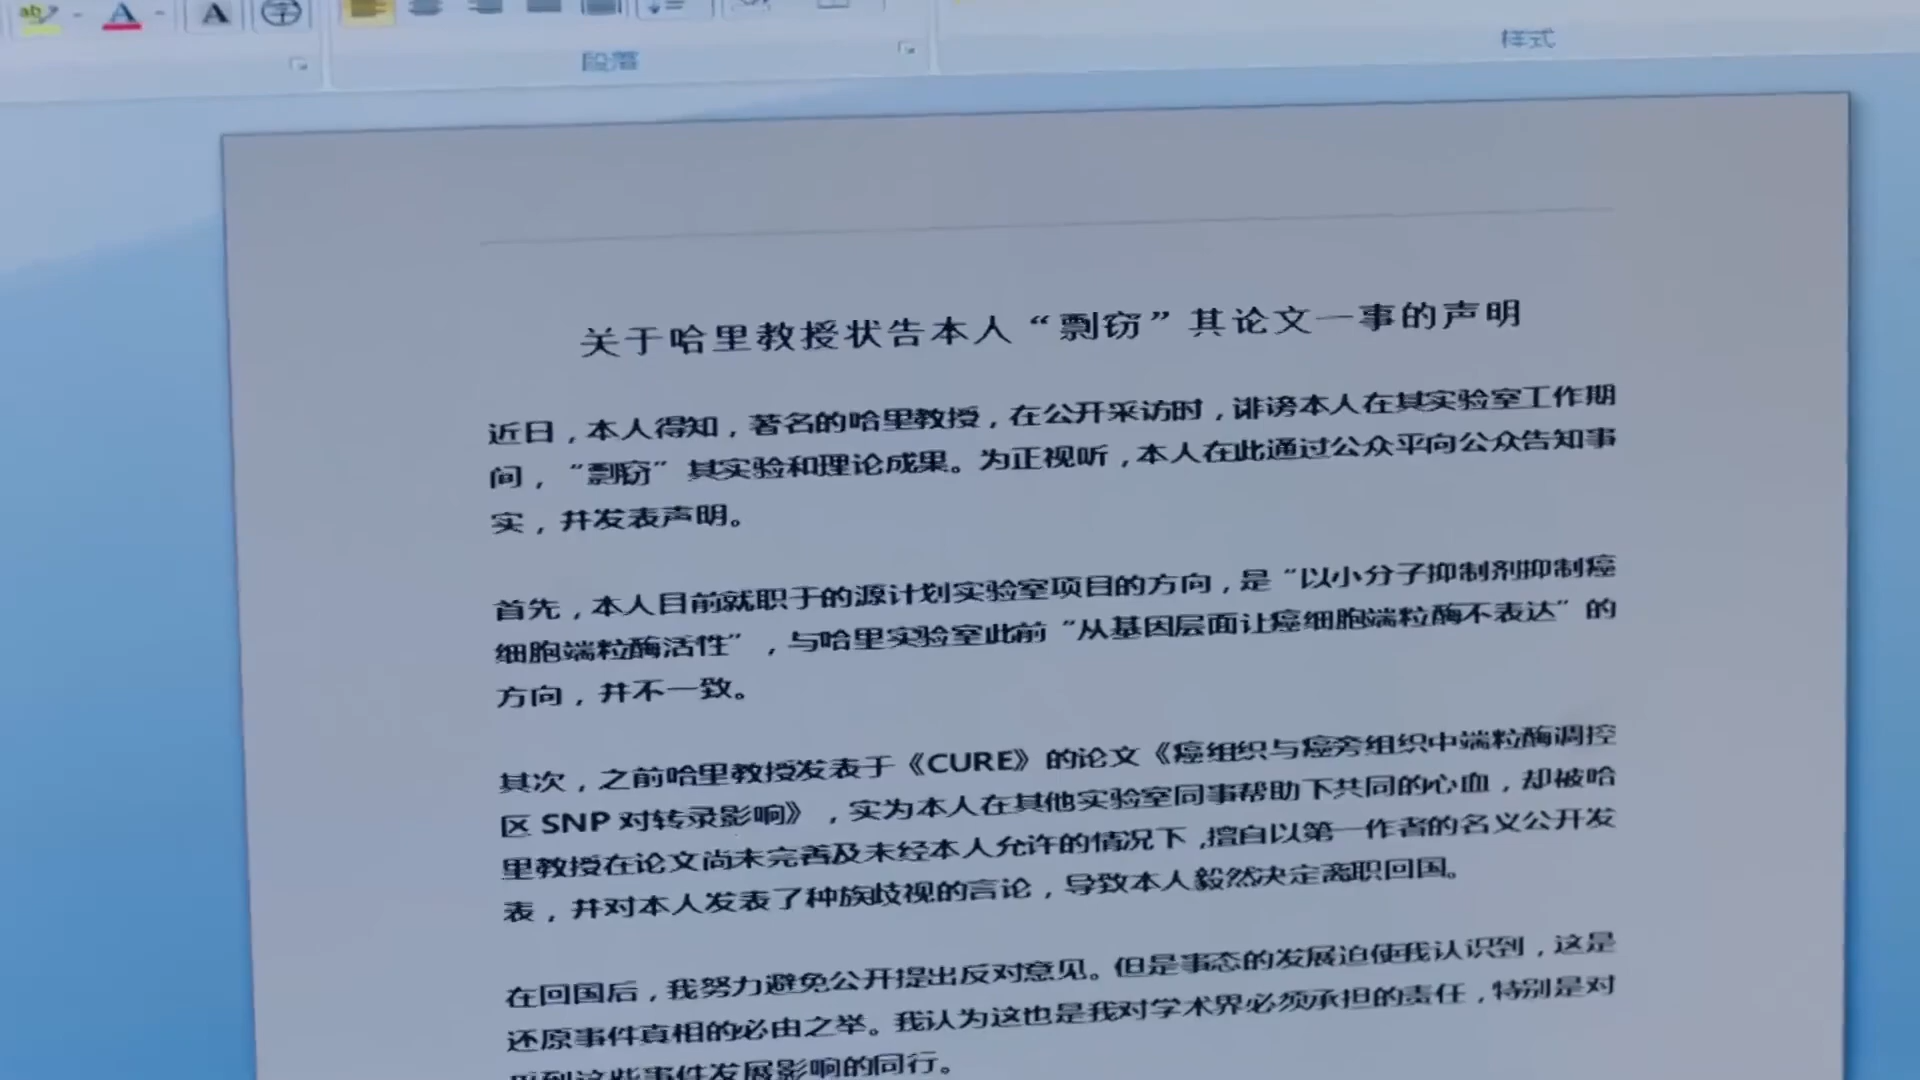 段落
样式
关于哈里教授状告本人“剽窃”其论文一事的声明
近日，本人得知，著名的哈里教授，在公开采访时，诽谤本人在其实验室工作期
间，“剽窃”其实验和理论成果。为正视听，本人在此通过公众平向公众告知事
实，并发表声明。
首先，本人目前就职于的源计划实验室项目的方向，是“以小分子抑制剂抑制癌
细胞端粒酶活性”，与哈里实验室此前“从基因层面让癌细胞端粒酶不表达”的
方向，并不一致。
其次，之前哈里教授发表于《CURE》的论文《癌组织与癌旁组织中端粒酶调控
区 SNP 对转录影响》，实为本人在其他实验室同事帮助下共同的心血，却被哈
里教授在论文尚未完善及未经本人允许的情况下,擅自以第一作者的名义公开发
表，并对本人发表了种族歧视的言论，导致本人毅然决定离职回国。
在回国后，我努力避免公开提出反对意见。但是事态的发展迫使我认识到，这是
还原事件真相的必由之举。我认为这也是我对学术界必须承担的责任，特别是对
这些事件发展影响的同行。